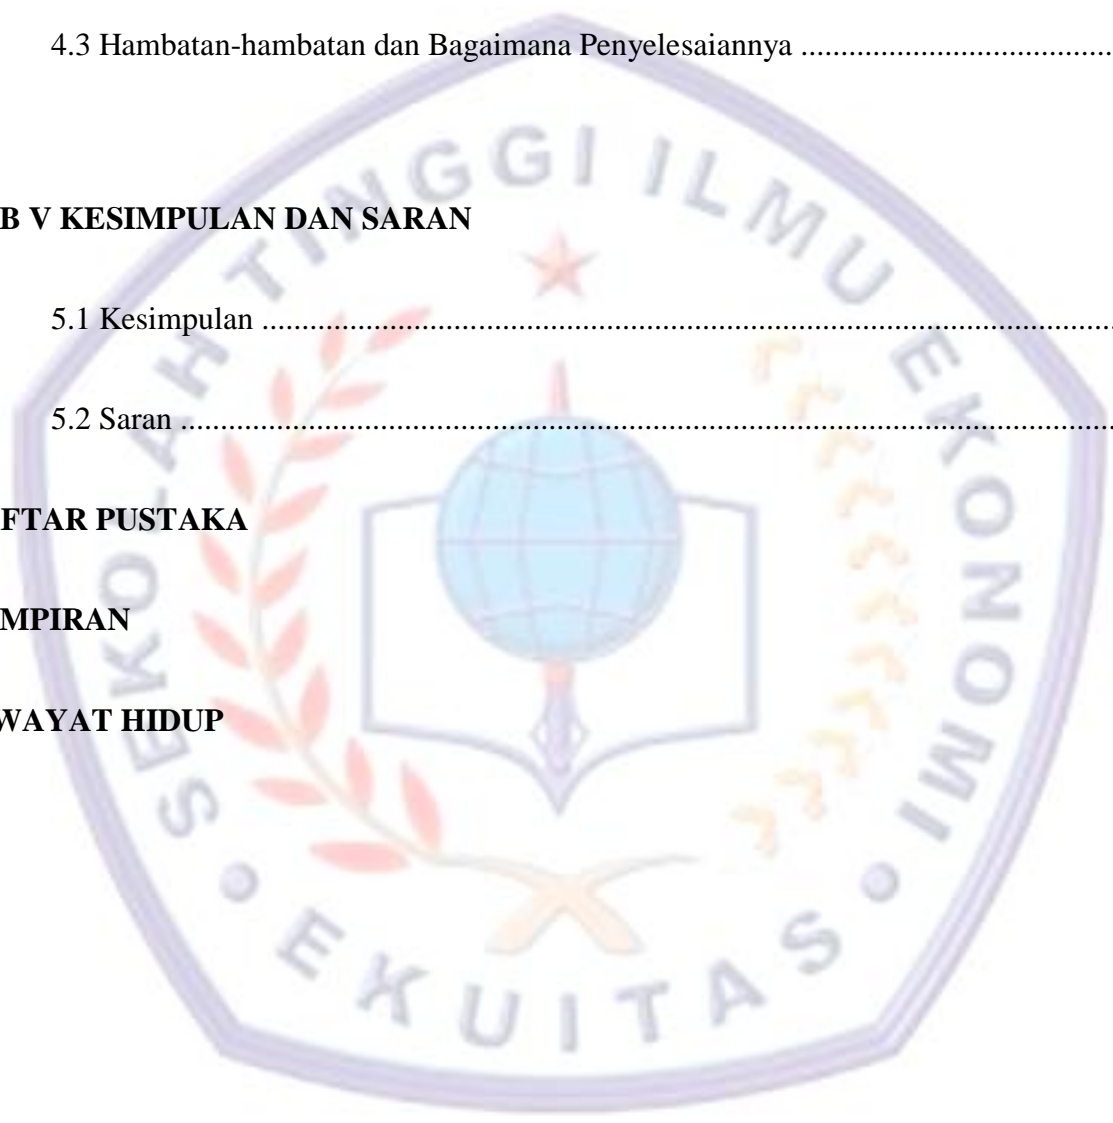 4.3 Hambatan-hambatan dan Bagaimana Penyelesaiannya .......................................
B V KESIMPULAN DAN SARAN
5.1 Kesimpulan ..........................................................................................................
5.2 Saran ....................................................................................................................
FTAR PUSTAKA
MPIRAN
WAYAT HIDUP
SEKOLAH TINGGI ILMU EKONOMI
• EKUITAS •